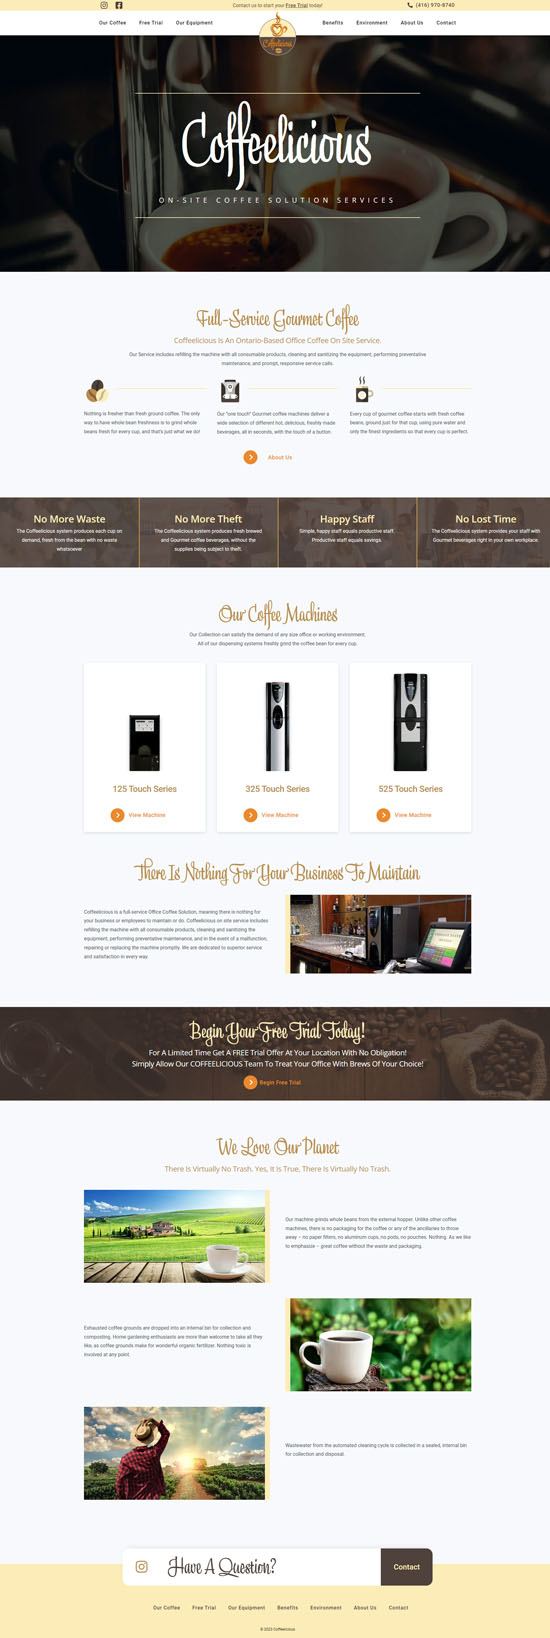 Contact us to start your Free Trial today!
(416) 970-8740
Our Coffee
Free Trial
Our Equipment
Coffeelicious
Benefits
Environment
About Us
Contact
Coffeelicious
ON-SITE COFFEE SOLUTION SERVICES
Full-Service Gourmet Coffee
Coffeelicious Is An Ontario-Based Office Coffee On Site Service.
Our Service includes refilling the machine with all consumable products, cleaning and sanitizing the equipment, performing preventative
maintenance, and prompt, responsive service calls.
Nothing is fresher than fresh ground coffee. The only
way to have whole bean freshness is to grind whole
beans fresh for every cup, and that's just what we do!
Our "one touch" Gourmet coffee machines deliver a
wide selection of different hot, delicious, freshly made
beverages, all in seconds, with the touch of a button.
Every cup of gourmet coffee starts with fresh coffee
beans, ground just for that cup, using pure water and
only the finest ingredients so that every cup is perfect.
About Us
No More Waste
The Coffeelicious system produces each cup on
demand, fresh from the bean with no waste
whatsoever
No More Theft
The Coffeelicious system produces fresh brewed
and Gourmet coffee beverages, without the
supplies being subject to theft.
Happy Staff
Simple, happy staff equals productive staff.
Productive staff equals savings.
No Lost Time
The Coffeelicious system provides your staff with
Gourmet beverages right in your own workplace.
Our Coffee Machines
Our Collection can satisfy the demand of any size office or working environment.
All of our dispensing systems freshly grind the coffee bean for every cup.
125 Touch Series
View Machine
325 Touch Series
View Machine
525 Touch Series
View Machine
There Is Nothing For Your Business To Maintain
Coffeelicious is a full-service Office Coffee Solution, meaning there is nothing for
your business or employees to maintain or do. Coffeelicious on site service includes
refilling the machine with all consumable products, cleaning and sanitizing the
equipment, performing preventative maintenance, and in the event of a malfunction,
repairing or replacing the machine promptly. We are dedicated to superior service
and satisfaction in every way.
Begin Your Free Trial Today!
For A Limited Time Get A FREE Trial Offer At Your Location With No Obligation!
Simply Allow Our COFFEELICIOUS Team To Treat Your Office With Brews Of Your Choice!
Begin Free Trial
We Love Our Planet
There Is Virtually No Trash. Yes, It Is True, There Is Virtually No Trash.
Our machine grinds whole beans from the external hopper. Unlike other coffee
machines, there is no packaging for the coffee or any of the ancillaries to throw
away – no paper filters, no aluminum cups, no pods, no pouches. Nothing. As we like
to emphasize – great coffee without the waste and packaging.
Exhausted coffee grounds are dropped into an internal bin for collection and
composting. Home gardening enthusiasts are more than welcome to take all they
like, as coffee grounds make for wonderful organic fertilizer. Nothing toxic is
involved at any point.
Wastewater from the automated cleaning cycle is collected in a sealed, internal bin
for collection and disposal.
Have A Question?
Contact
Our Coffee
Free Trial
Our Equipment
Benefits
Environment
About Us
Contact
© 2023 Coffeelicious